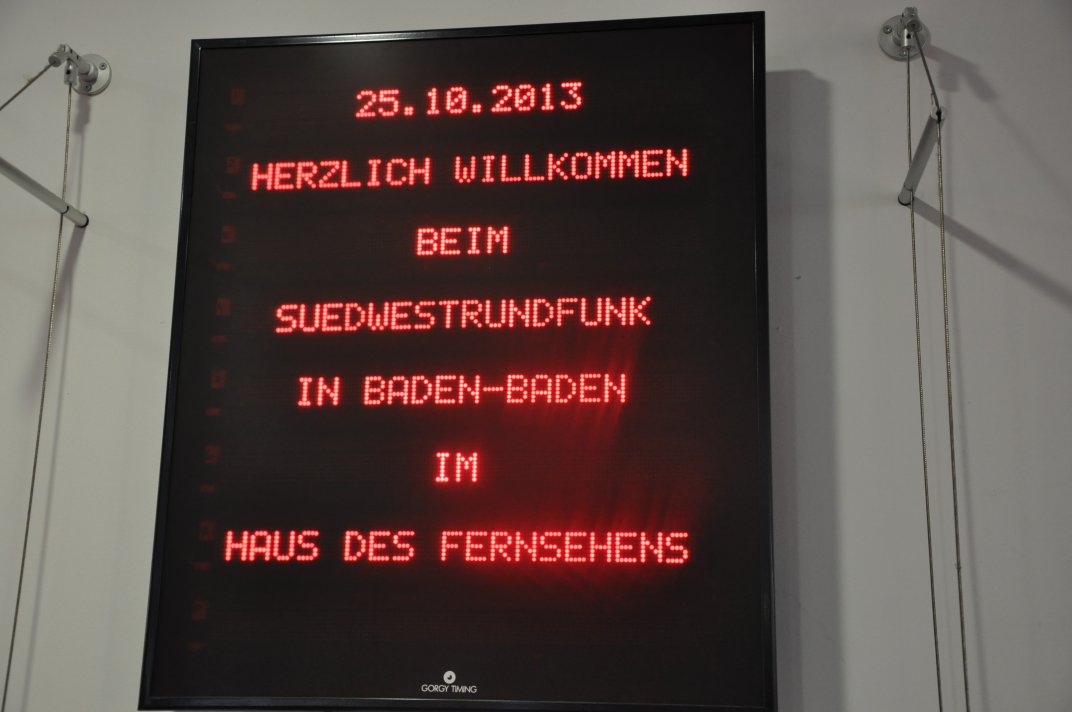 25.10.2013
HERZLICH WILLKOMMEN
BEIM
SUEDWESTRUNDFUNK
IN BADEN-BADEN
IM
HAUS DES FERNSEHENS
GORGY TIMING